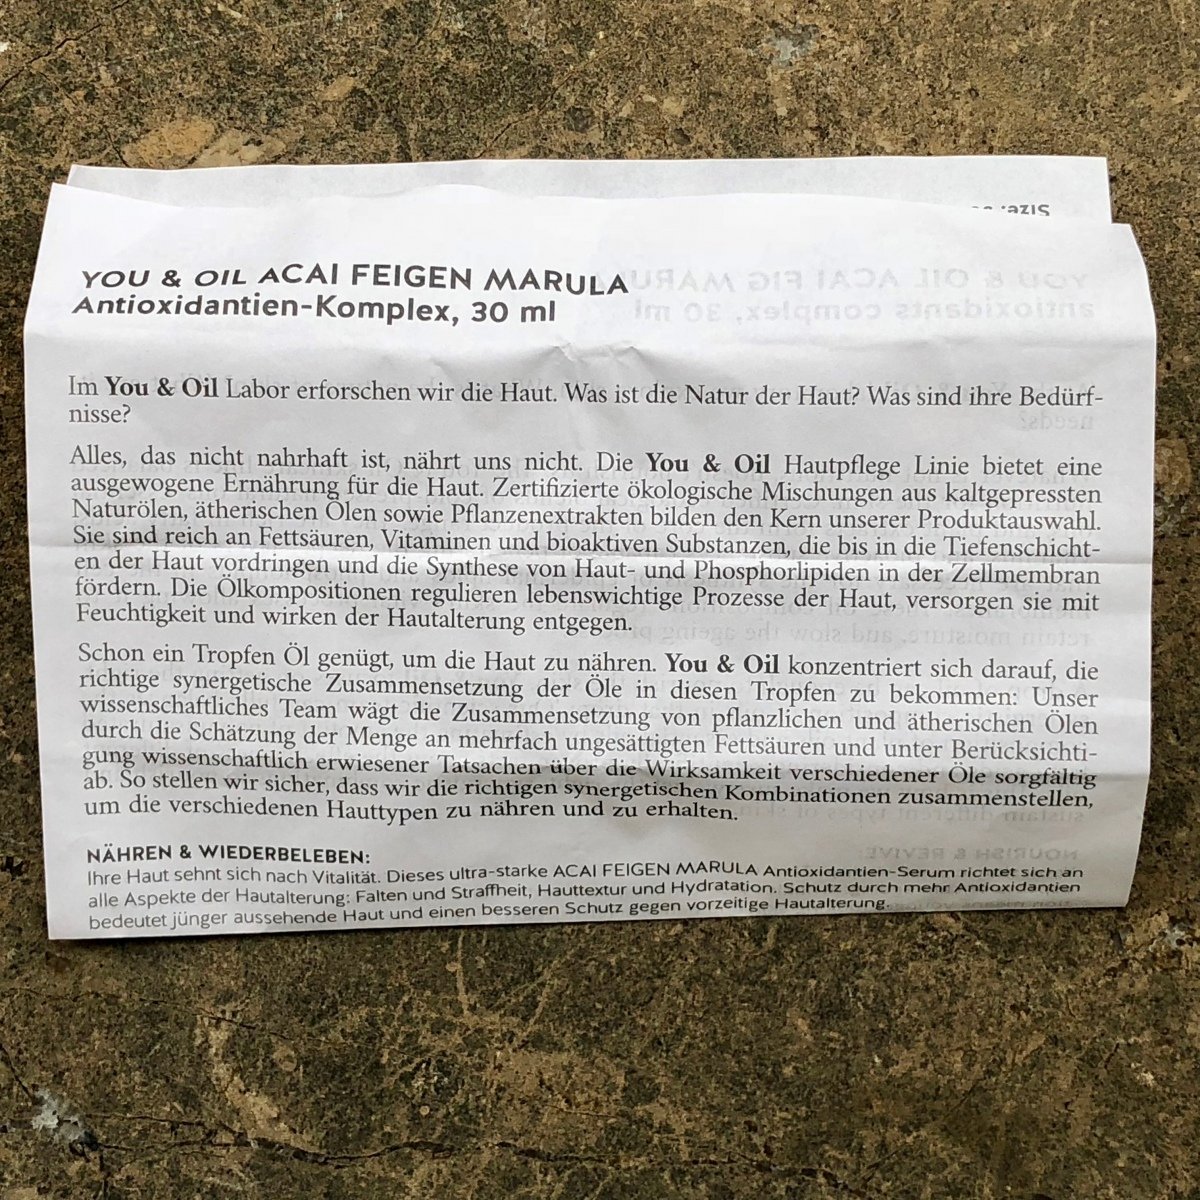 YOU & OIL ACAI FEIGEN MARULA
Antioxidantien-Komplex, 30 ml
Im You & Oil Labor erforschen wir die Haut. Was ist die Natur der Haut? Was sind ihre Bedürf-
nisse?
Alles, das nicht nahrhaft ist, nährt uns nicht. Die You & Oil Hautpflege Linie bietet eine
ausgewogene Ernährung für die Haut. Zertifizierte ökologische Mischungen aus kaltgepressten
Naturölen, ätherischen Ölen sowie Pflanzenextrakten bilden den Kern unserer Produktauswahl.
Sie sind reich an Fettsäuren, Vitaminen und bioaktiven Substanzen, die bis in die Tiefenschicht-
en der Haut vordringen und die Synthese von Haut- und Phosphorlipiden in der Zellmembran
fördern. Die Ölkompositionen regulieren lebenswichtige Prozesse der Haut, versorgen sie mit
Feuchtigkeit und wirken der Hautalterung entgegen.
Schon ein Tropfen Öl genügt, um die Haut zu nähren. You & Oil konzentriert sich darauf, die
richtige synergetische Zusammensetzung der Öle in diesen Tropfen zu bekommen: Unser
wissenschaftliches Team wägt die Zusammensetzung von pflanzlichen und ätherischen Ölen
durch die Schätzung der Menge an mehrfach ungesättigten Fettsäuren und unter Berücksichti-
gung wissenschaftlich erwiesener Tatsachen über die Wirksamkeit verschiedener Öle sorgfältig
ab. So stellen wir sicher, dass wir die richtigen synergetischen Kombinationen zusammenstellen,
um die verschiedenen Hauttypen zu nähren und zu erhalten.
NÄHREN & WIEDERBELEBEN:
Ihre Haut sehnt sich nach Vitalität. Dieses ultra-starke ACAI FEIGEN MARULA Antioxidantien-Serum richtet sich an
alle Aspekte der Hautalterung: Falten und Straffheit, Hauttextur und Hydratation. Schutz durch mehr Antioxidantien
bedeutet jünger aussehende Haut und einen besseren Schutz gegen vorzeitige Hautalterung.